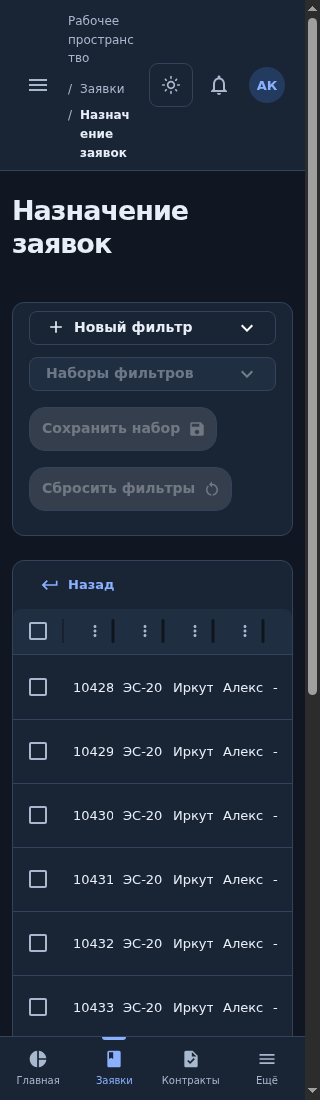 Рабочее
пространс
тво
/ Заявки
/ Назнач
ение
заявок
АК
Назначение
заявок
Новый фильтр
Наборы фильтров
Сохранить набор
Сбросить фильтры
Назад
10428 ЭС-20 Иркут Алекс -
10429 ЭС-20 Иркут Алекс -
10430 ЭС-20 Иркут Алекс -
10431 ЭС-20 Иркут Алекс -
10432 ЭС-20 Иркут Алекс -
10433 ЭС-20 Иркут Алекс -
Главная Заявки Контракты Ещё